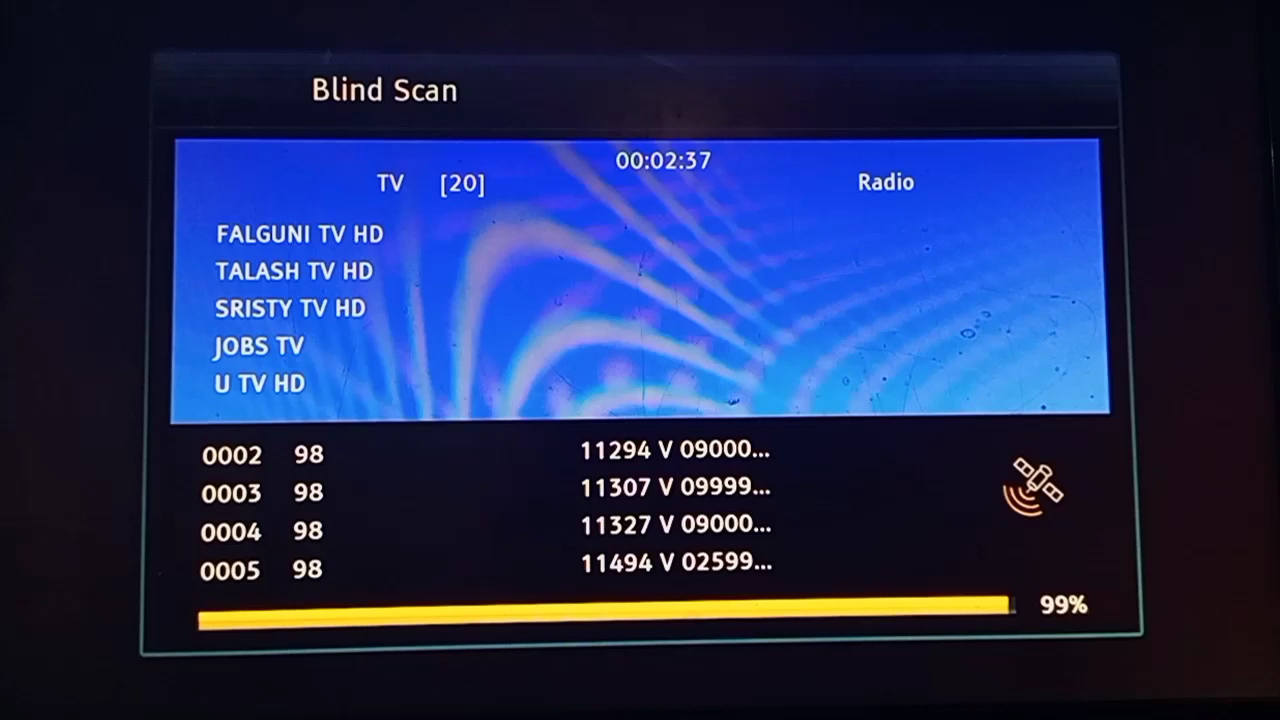 Blind Scan
00:02:37
TV [20] Radio
FALGUNI TV HD
TALASH TV HD
SRISTY TV HD
JOBS TV
U TV HD
0002 98 11294 V 09000...
0003 98 11307 V 09999...
0004 98 11327 V 09000...
0005 98 11494 V 02599...
99%